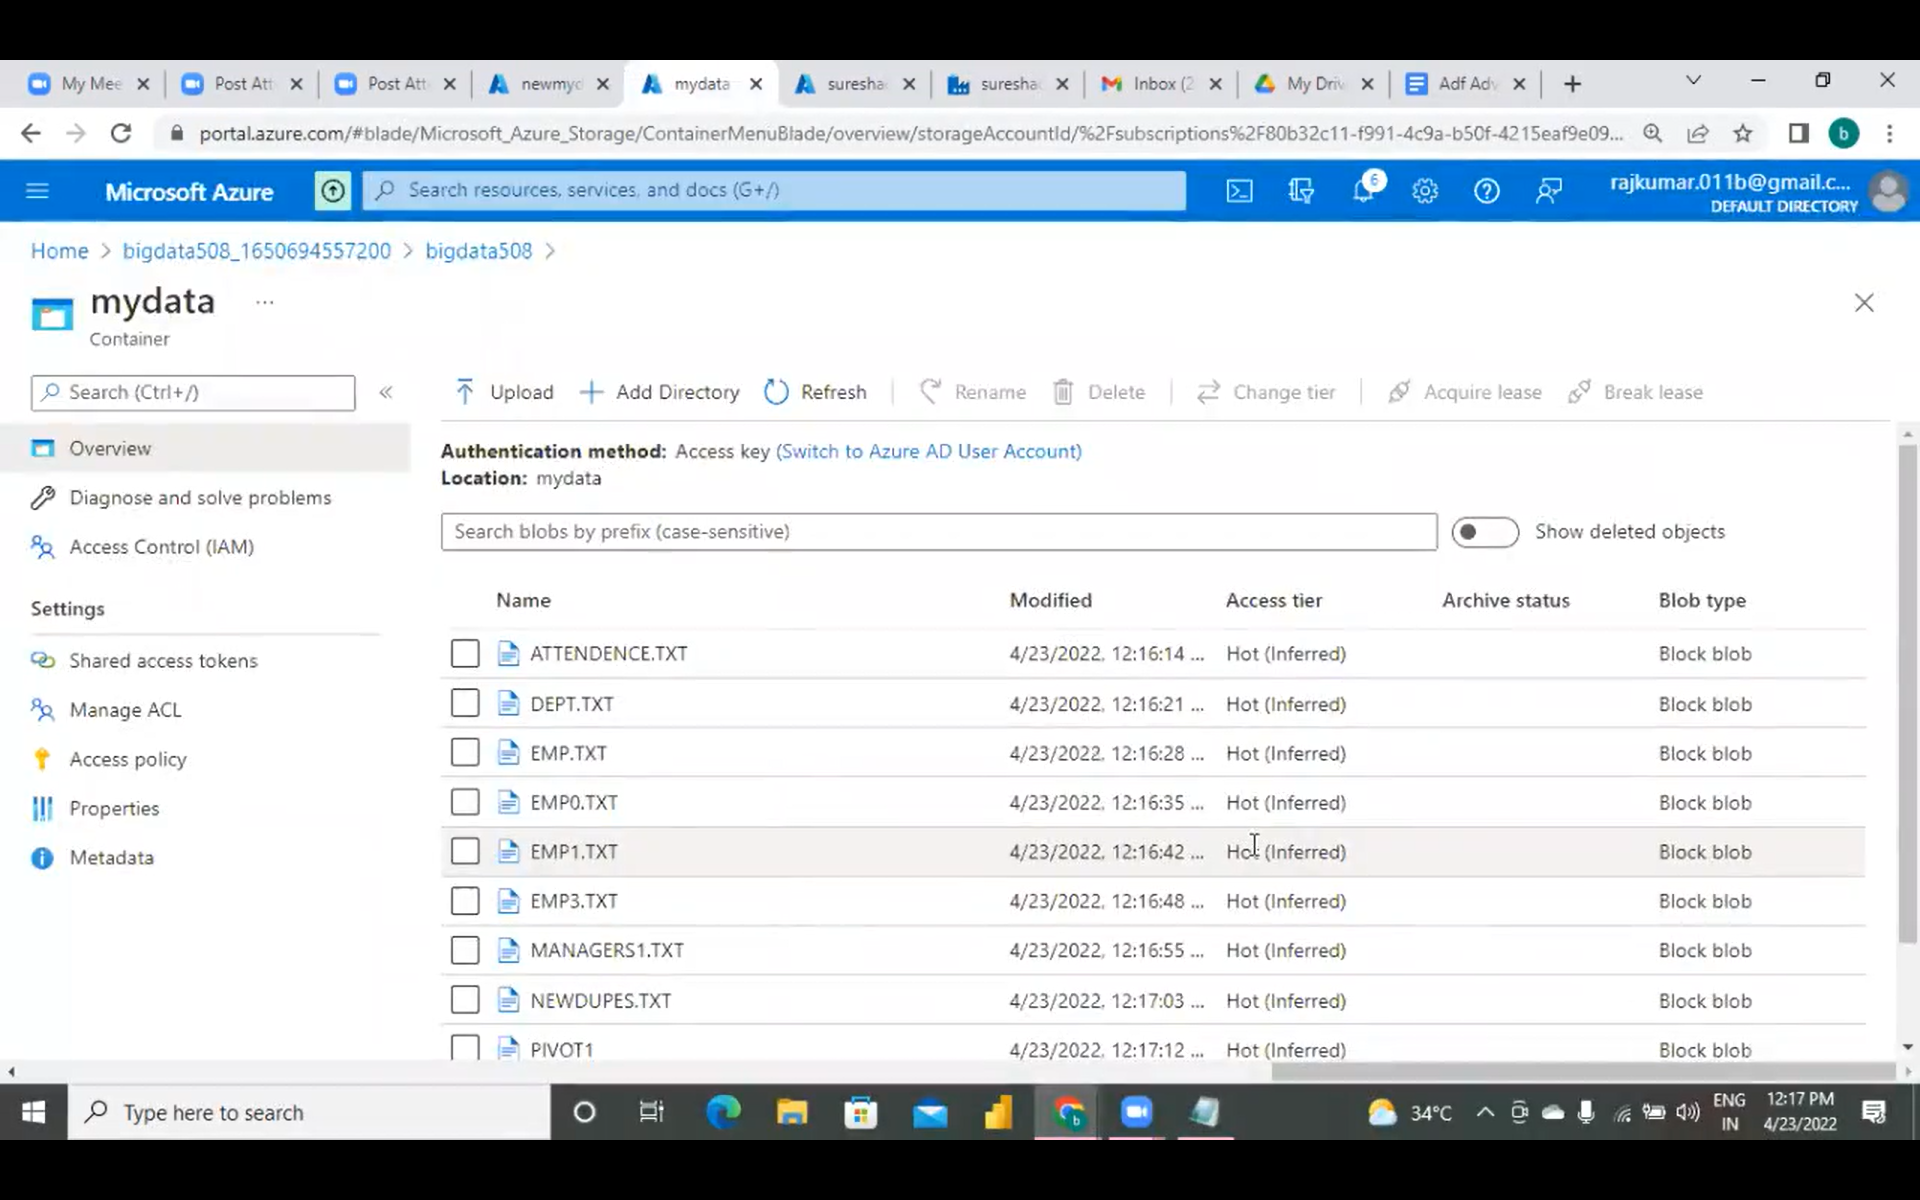 My Mee
Post Att
Post Att
newmyd
mydata
suresha
suresha
Inbox (2
My Driv
Adf Adv
portal.azure.com/#blade/Microsoft_Azure_Storage/ContainerMenuBlade/overview/storageAccountId/%2Fsubscriptions%2F80b32c11-f991-4c9a-b50f-4215eaf9e09...
b
Microsoft Azure
Search resources, services, and docs (G+/)
6
rajkumar.011b@gmail.c...
DEFAULT DIRECTORY
Home > bigdata508_1650694557200 > bigdata508 >
mydata ...
Container
Search (Ctrl+/)
«
Overview
Diagnose and solve problems
Access Control (IAM)
Settings
Shared access tokens
Manage ACL
Access policy
Properties
Metadata
Upload
Add Directory
Refresh
Rename
Delete
Change tier
Acquire lease
Break lease
Authentication method: Access key (Switch to Azure AD User Account)
Location: mydata
Search blobs by prefix (case-sensitive)
Show deleted objects
Name Modified Access tier Archive status Blob type
ATTENDENCE.TXT 4/23/2022, 12:16:14 ... Hot (Inferred) Block blob
DEPT.TXT 4/23/2022, 12:16:21 ... Hot (Inferred) Block blob
EMP.TXT 4/23/2022, 12:16:28 ... Hot (Inferred) Block blob
EMP0.TXT 4/23/2022, 12:16:35 ... Hot (Inferred) Block blob
EMP1.TXT 4/23/2022, 12:16:42 ... Hot (Inferred) Block blob
EMP3.TXT 4/23/2022, 12:16:48 ... Hot (Inferred) Block blob
MANAGERS1.TXT 4/23/2022, 12:16:55 ... Hot (Inferred) Block blob
NEWDUPES.TXT 4/23/2022, 12:17:03 ... Hot (Inferred) Block blob
PIVOT1 4/23/2022, 12:17:12 ... Hot (Inferred) Block blob
Type here to search
34°C
ENG
IN
12:17 PM
4/23/2022